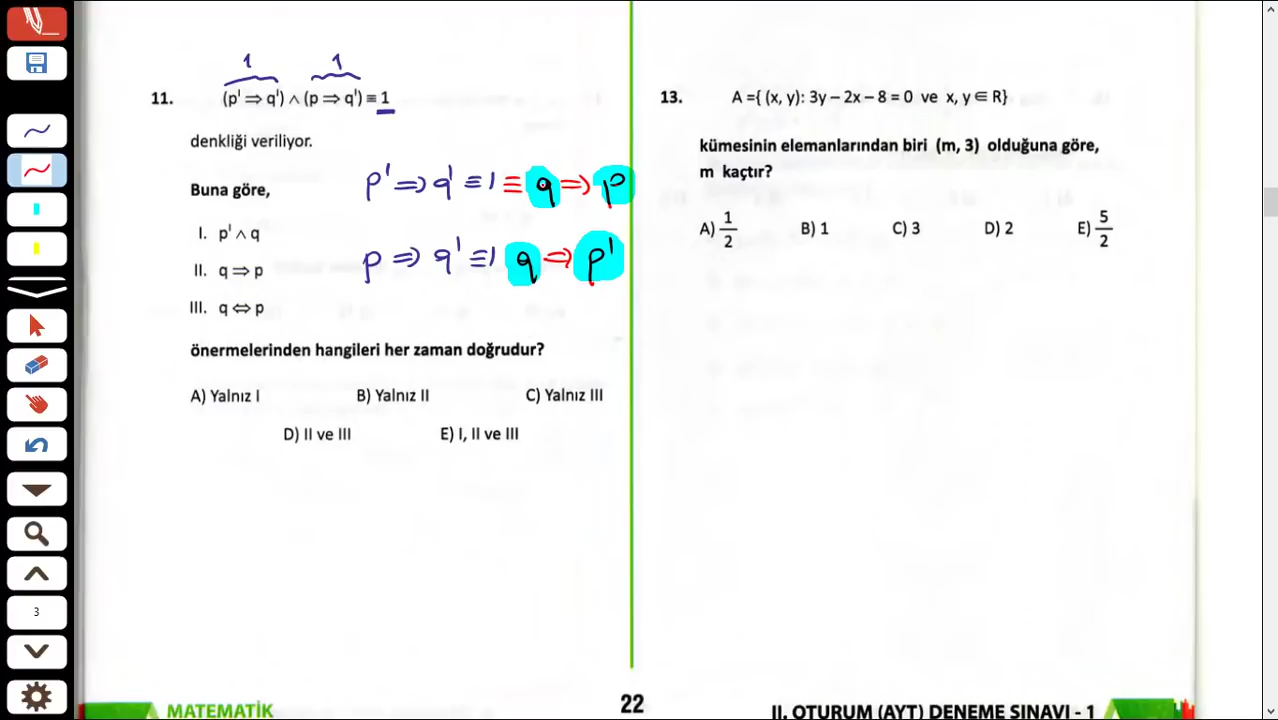 1 1
11. (p' ⇒ q') ∧ (p ⇒ q') ≡ 1
denkliği veriliyor.
p' ⇒ q' ≡ 1 ≡ q ⇒ p
Buna göre,
I. p' ∧ q
p ⇒ q' ≡ 1 q ⇒ p'
II. q ⇒ p
III. q ⇔ p
önermelerinden hangileri her zaman doğrudur?
A) Yalnız I B) Yalnız II C) Yalnız III
D) II ve III E) I, II ve III
13. A ={ (x, y): 3y – 2x – 8 = 0 ve x, y ∈ R}
kümesinin elemanlarından biri (m, 3) olduğuna göre,
m kaçtır?
A) 1/2 B) 1 C) 3 D) 2 E) 5/2
3
MATEMATİK 22 II. OTURUM (AYT) DENEME SINAVI - 1